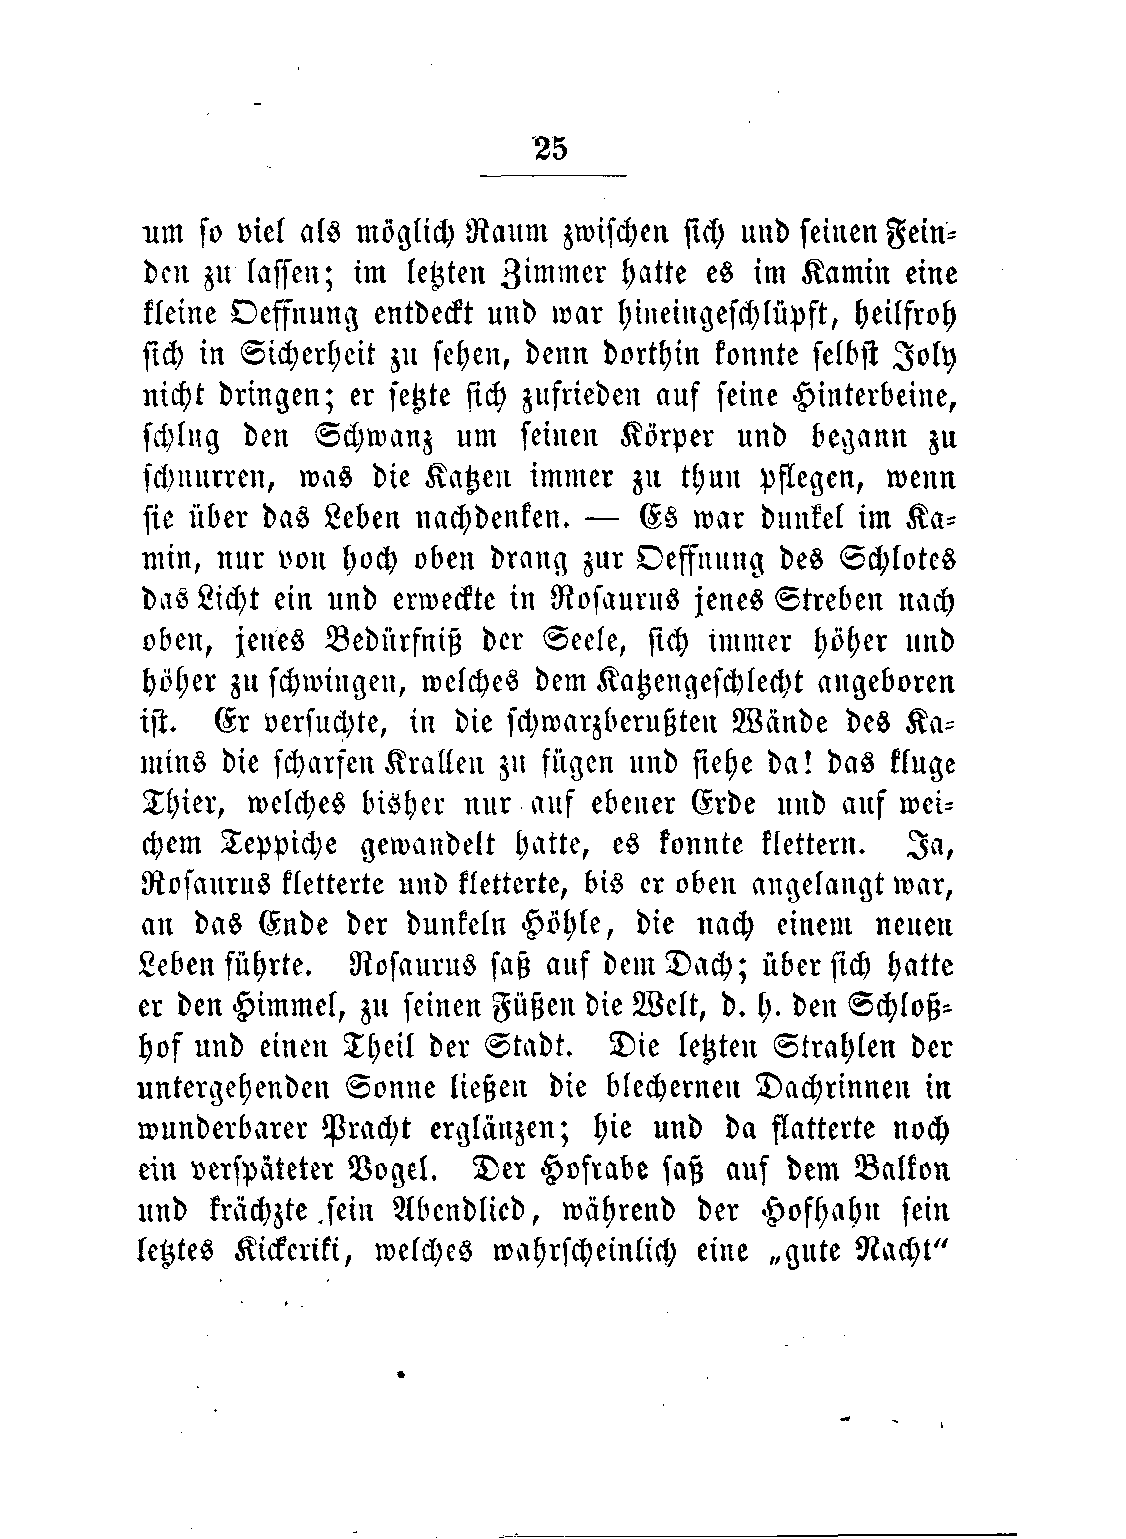 25
um so viel als möglich Raum zwischen sich und seinen Fein-
den zu lassen; im letzten Zimmer hatte es im Kamin eine
kleine Oeffnung entdeckt und war hineingeschlüpft, heilfroh
sich in Sicherheit zu sehen, denn dorthin konnte selbst Joly
nicht dringen; er setzte sich zufrieden auf seine Hinterbeine,
schlug den Schwanz um seinen Körper und begann zu
schnurren, was die Katzen immer zu thun pflegen, wenn
sie über das Leben nachdenken. — Es war dunkel im Ka-
min, nur von hoch oben drang zur Oeffnung des Schlotes
das Licht ein und erweckte in Rosaurus jenes Streben nach
oben, jenes Bedürfniß der Seele, sich immer höher und
höher zu schwingen, welches dem Katzengeschlecht angeboren
ist. Er versuchte, in die schwarzberußten Wände des Ka-
mins die scharfen Krallen zu fügen und siehe da! das kluge
Thier, welches bisher nur auf ebener Erde und auf wei-
chem Teppiche gewandelt hatte, es konnte klettern. Ja,
Rosaurus kletterte und kletterte, bis er oben angelangt war,
an das Ende der dunkeln Höhle, die nach einem neuen
Leben führte. Rosaurus saß auf dem Dach; über sich hatte
er den Himmel, zu seinen Füßen die Welt, d. h. den Schloß-
hof und einen Theil der Stadt. Die letzten Strahlen der
untergehenden Sonne ließen die blechernen Dachrinnen in
wunderbarer Pracht erglänzen; hie und da flatterte noch
ein verspäteter Vogel. Der Hofrabe saß auf dem Balkon
und krächzte sein Abendlied, während der Hofhahn sein
letztes Kickeriki, welches wahrscheinlich eine „gute Nacht“